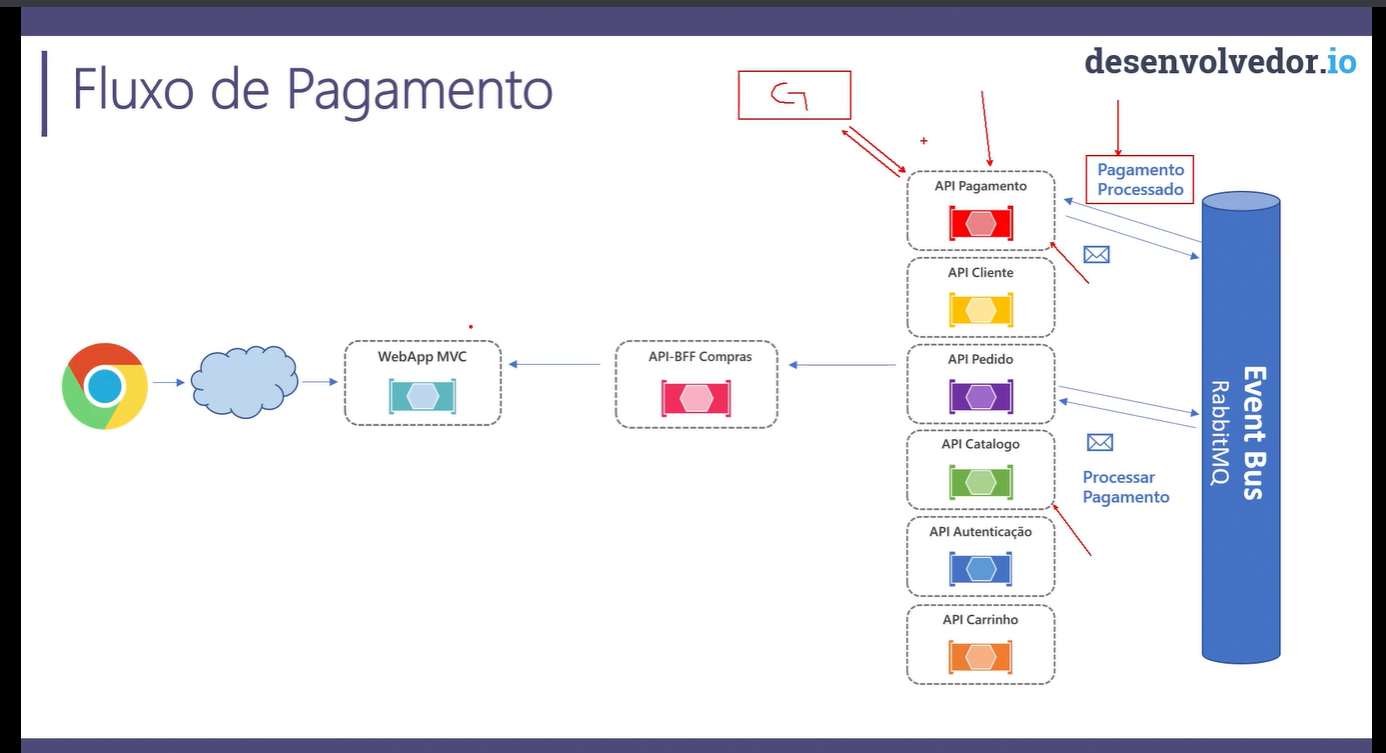 Fluxo de Pagamento
desenvolvedor.io
G
API Pagamento
Pagamento
Processado
API Cliente
WebApp MVC
API-BFF Compras
API Pedido
API Catalogo
Processar
Pagamento
Event Bus
RabbitMQ
API Autenticação
API Carrinho